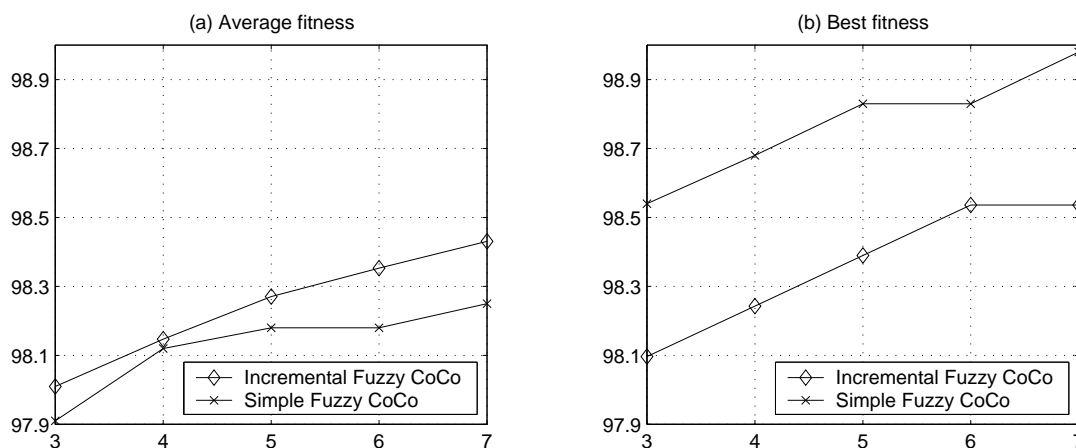 (a) Average fitness
98.9
98.7
98.5
98.3
98.1
97.9
3 4 5 6 7
Incremental Fuzzy CoCo
Simple Fuzzy CoCo
(b) Best fitness
98.9
98.7
98.5
98.3
98.1
97.9
3 4 5 6 7
Incremental Fuzzy CoCo
Simple Fuzzy CoCo